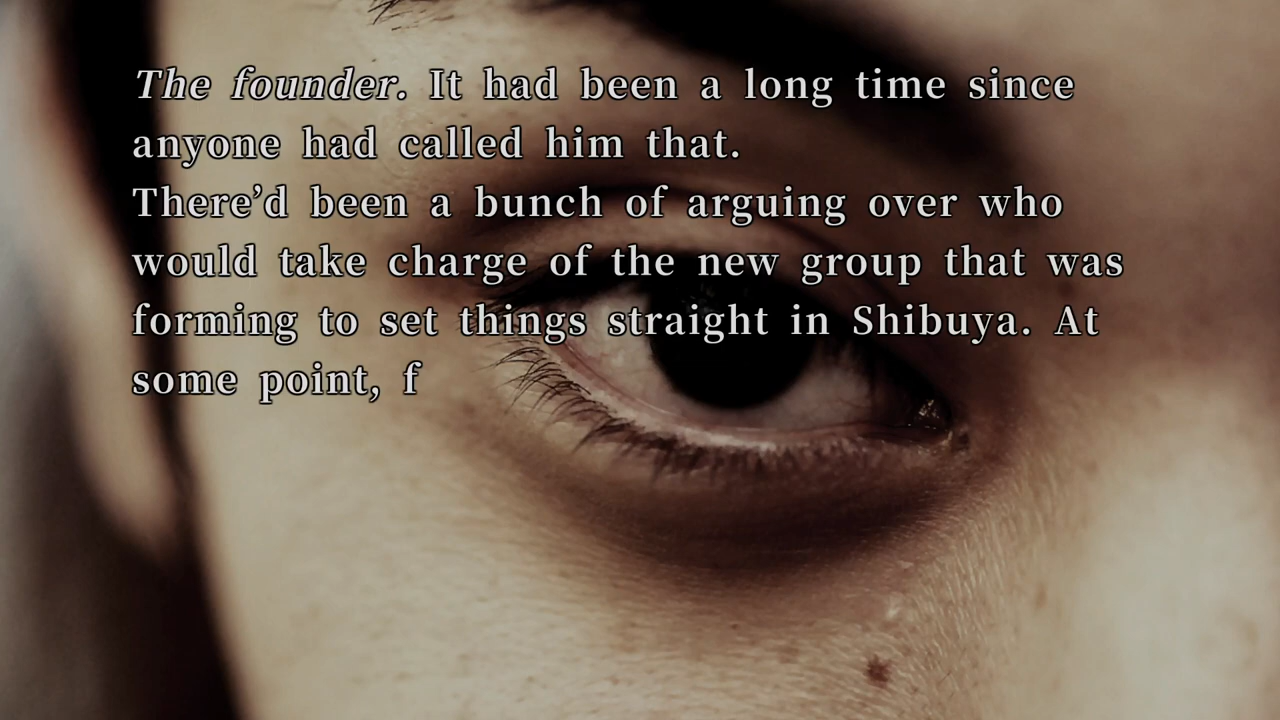 The founder. It had been a long time since
anyone had called him that.
There’d been a bunch of arguing over who
would take charge of the new group that was
forming to set things straight in Shibuya. At
some point, f